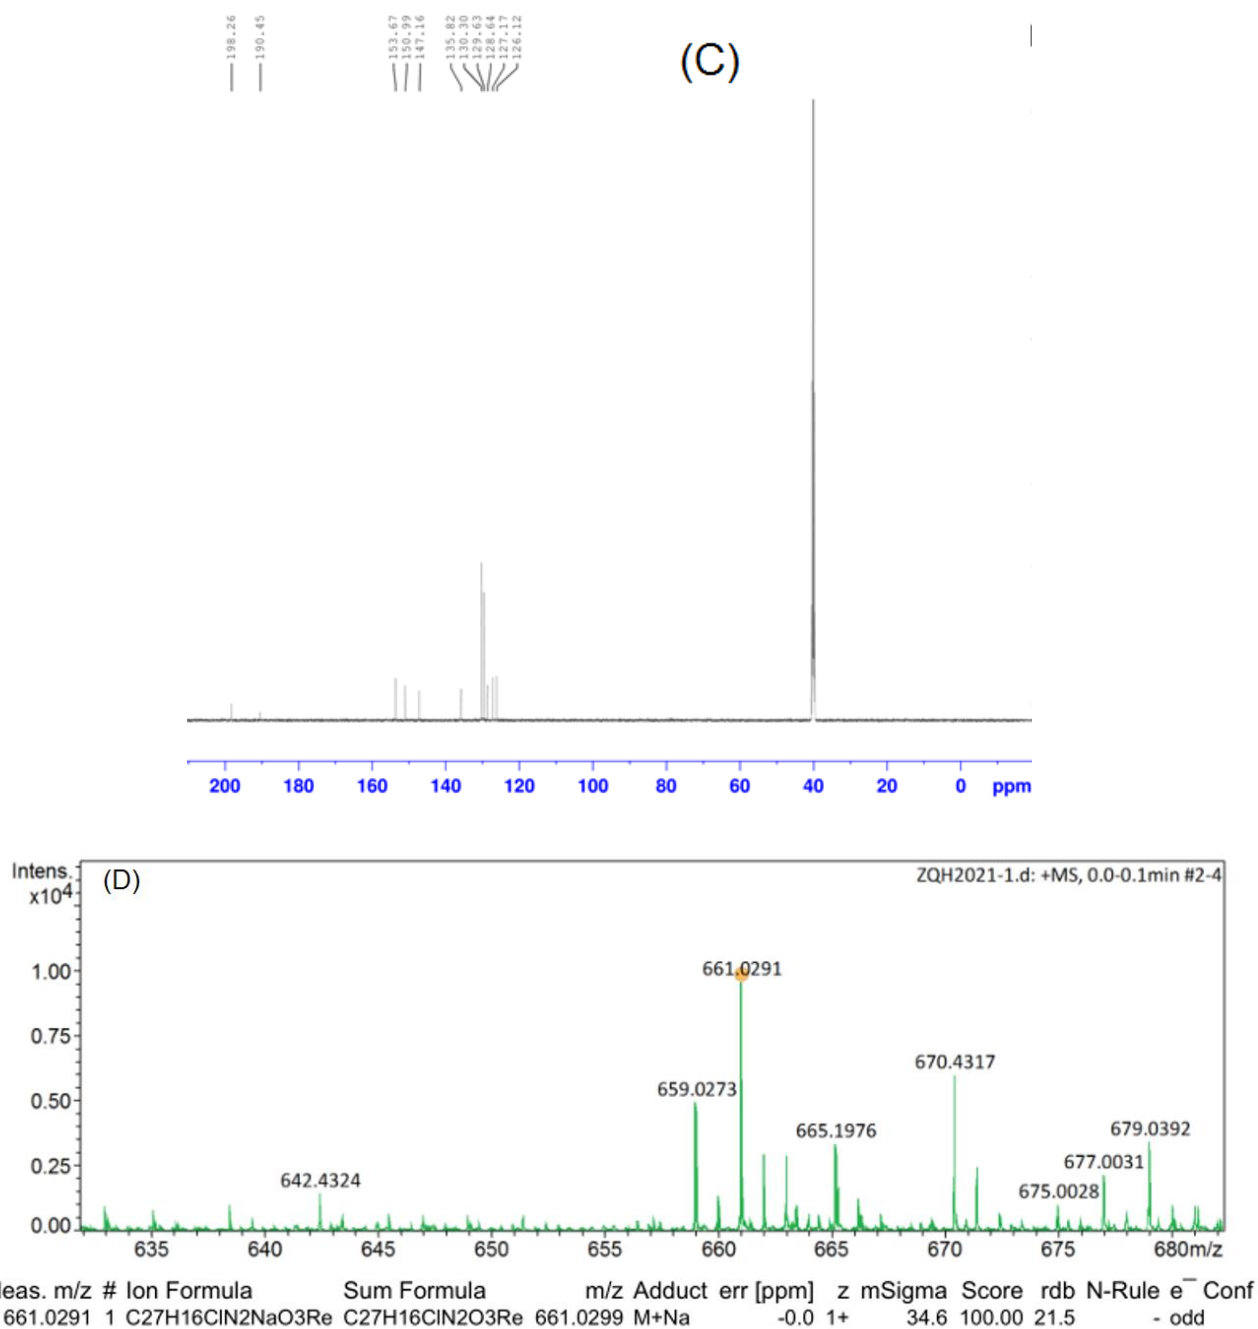 198.26
190.45
153.67
150.99
147.16
135.82
130.30
129.63
128.64
127.17
126.12
(C)
200 180 160 140 120 100 80 60 40 20 0 ppm
Intens.
x10⁴
(D)
ZQH2021-1.d: +MS, 0.0-0.1min #2-4
1.00
0.75
0.50
0.25
0.00
661.0291
670.4317
659.0273
665.1976
679.0392
677.0031
675.0028
642.4324
635 640 645 650 655 660 665 670 675 680 m/z
leas. m/z # Ion Formula Sum Formula m/z Adduct err [ppm] z mSigma Score rdb N-Rule e⁻ Conf
661.0291 1 C27H16ClN2NaO3Re C27H16ClN2O3Re 661.0299 M+Na -0.0 1+ 34.6 100.00 21.5 - odd